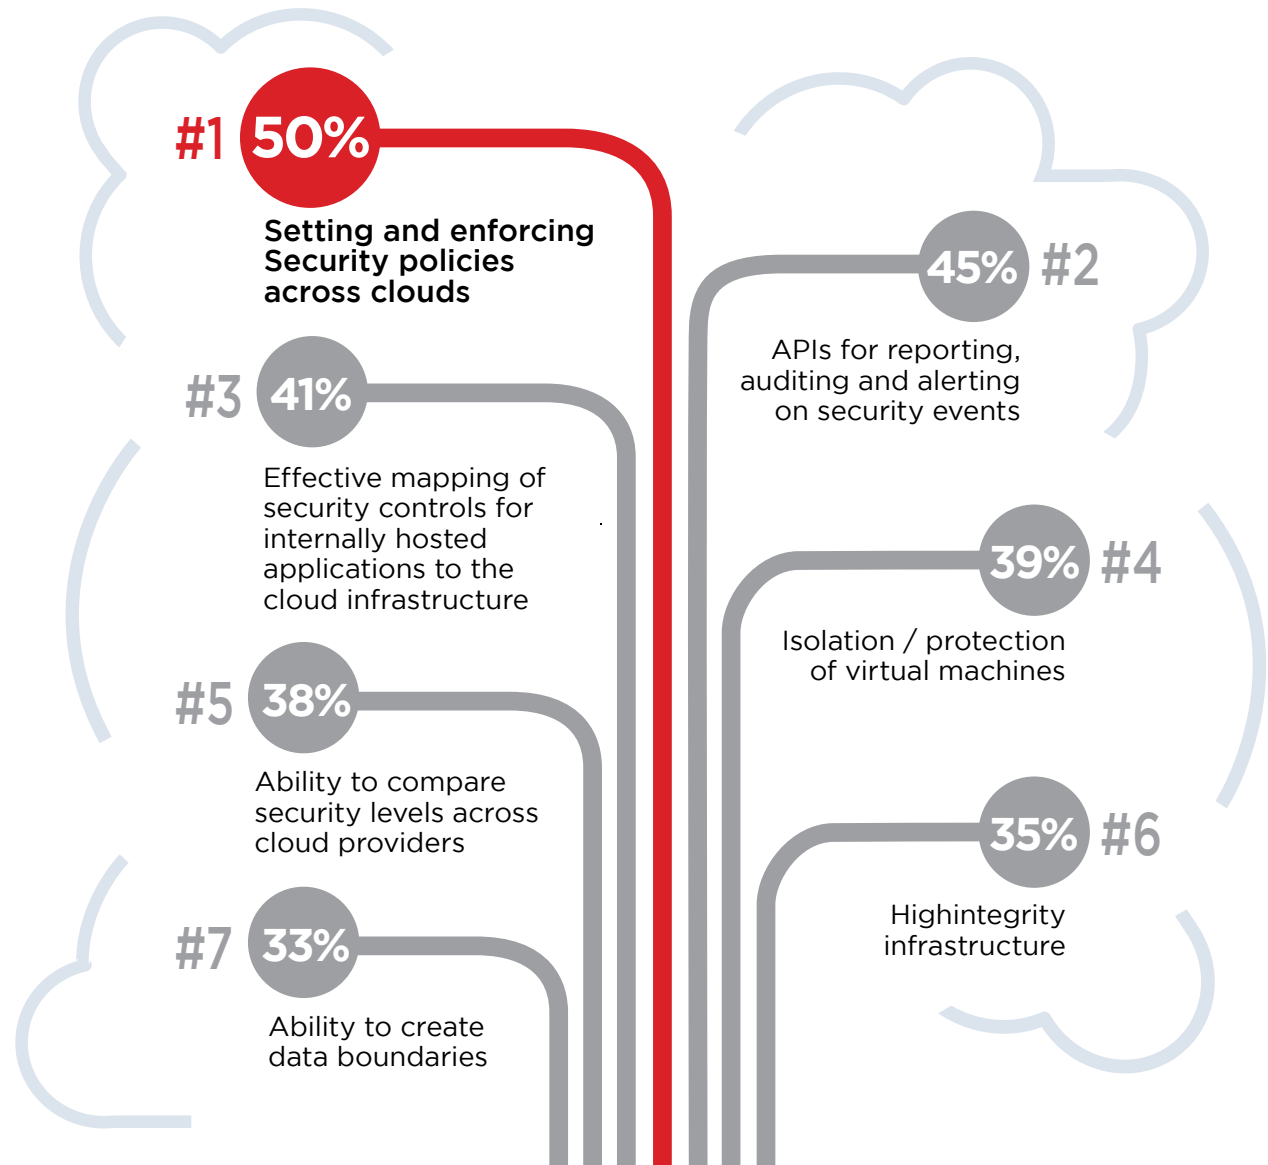 #1 50%
Setting and enforcing
Security policies
across clouds
45% #2
APIs for reporting,
auditing and alerting
on security events
#3 41%
Effective mapping of
security controls for
internally hosted
applications to the
cloud infrastructure
39% #4
Isolation / protection
of virtual machines
#5 38%
Ability to compare
security levels across
cloud providers
35% #6
Highintegrity
infrastructure
#7 33%
Ability to create
data boundaries